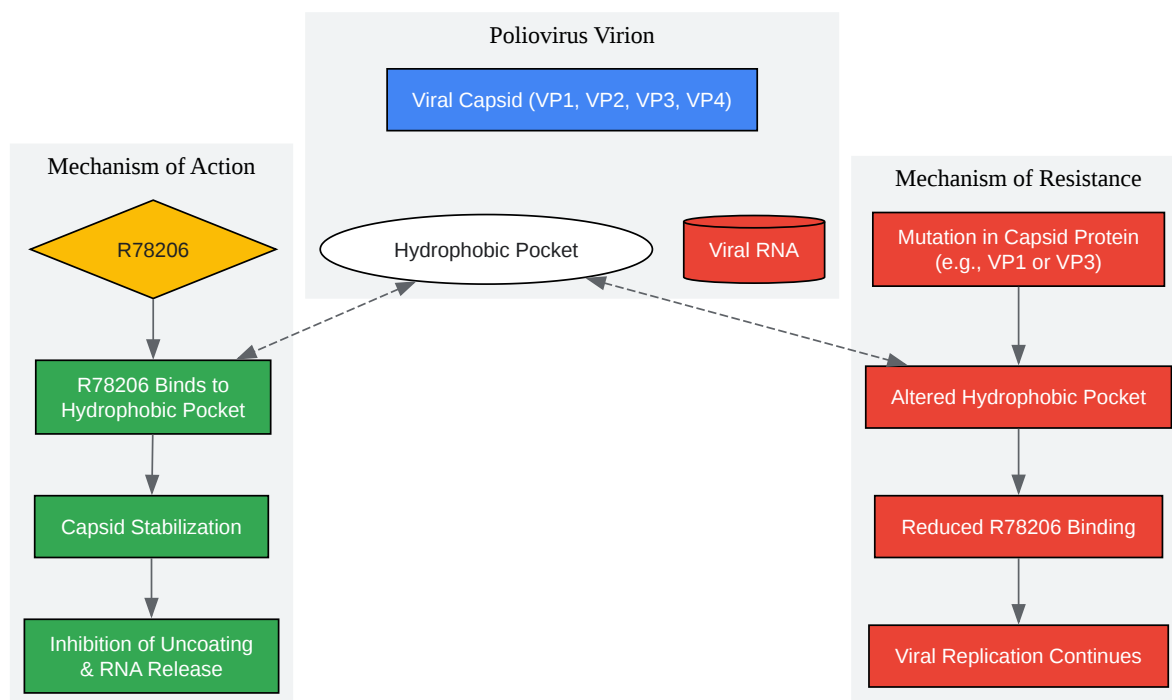 Poliovirus Virion
Viral Capsid (VP1, VP2, VP3, VP4)
Hydrophobic Pocket
Viral RNA
Mechanism of Action
R78206
R78206 Binds to
Hydrophobic Pocket
Capsid Stabilization
Inhibition of Uncoating
& RNA Release
Mechanism of Resistance
Mutation in Capsid Protein
(e.g., VP1 or VP3)
Altered Hydrophobic Pocket
Reduced R78206 Binding
Viral Replication Continues